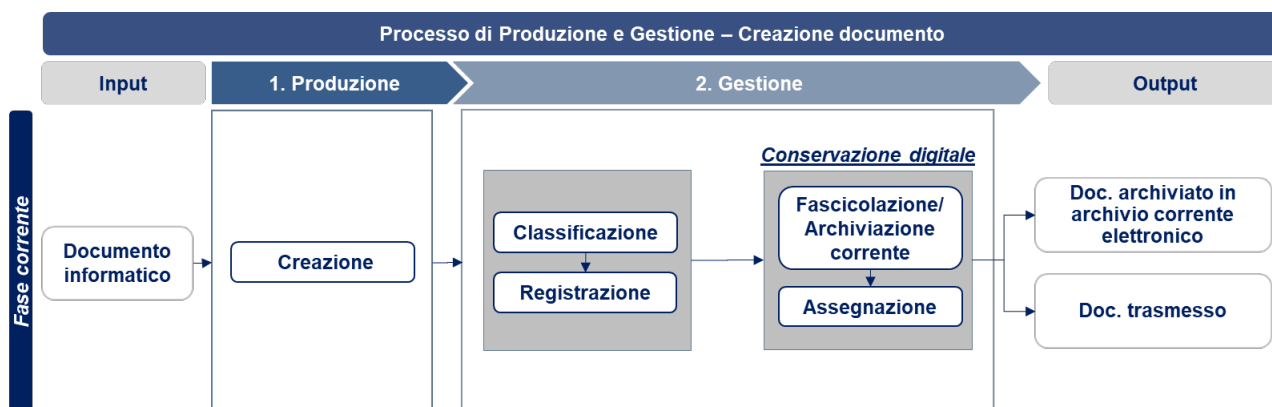 Processo di Produzione e Gestione – Creazione documento
Input
1. Produzione
2. Gestione
Output
Fase corrente
Documento
informatico
Creazione
Classificazione
Registrazione
Conservazione digitale
Fascicolazione/
Archiviazione
corrente
Assegnazione
Doc. archiviato in
archivio corrente
elettronico
Doc. trasmesso